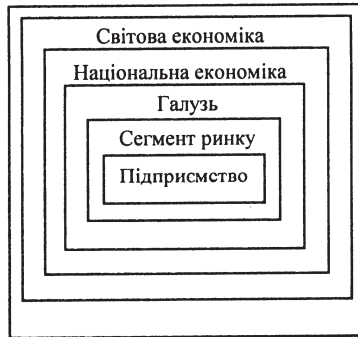 Світова економіка
Національна економіка
Галузь
Сегмент ринку
Підприємство